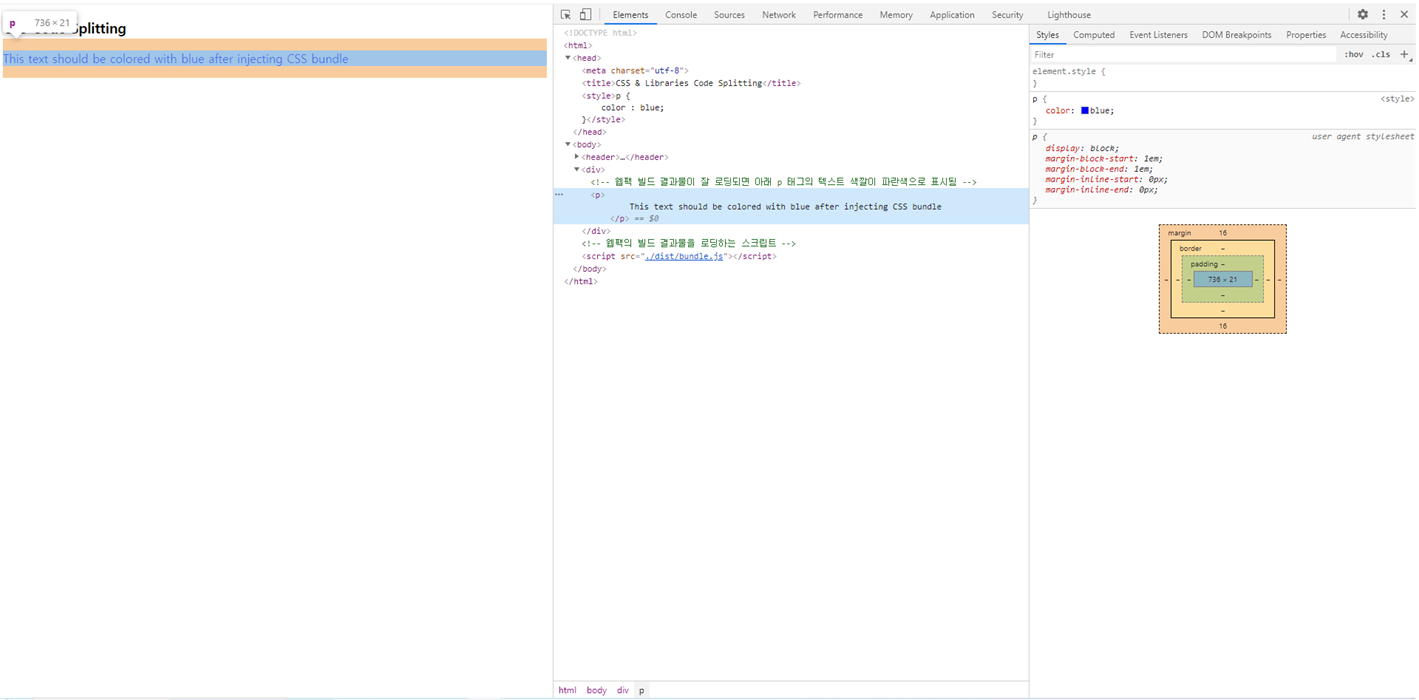 p 736 × 21
Splitting
This text should be colored with blue after injecting CSS bundle
Elements Console Sources Network Performance Memory Application Security Lighthouse
<!DOCTYPE html>
<html>
<head>
<meta charset="utf-8">
<title>CSS & Libraries Code Splitting</title>
<style>p {
color : blue;
}</style>
</head>
<body>
<header>…</header>
<div>
<!-- 웹팩 빌드 결과물이 잘 로딩되면 아래 p 태그의 텍스트 색깔이 파란색으로 표시됨 -->
<p>
This text should be colored with blue after injecting CSS bundle
</p> == $0
</div>
<!-- 웹팩의 빌드 결과물을 로딩하는 스크립트 -->
<script src="./dist/bundle.js"></script>
</body>
</html>
html body div p
Styles Computed Event Listeners DOM Breakpoints Properties Accessibility
Filter :hov .cls +
element.style {
}
p { <style>
color: blue;
}
p { user agent stylesheet
display: block;
margin-block-start: 1em;
margin-block-end: 1em;
margin-inline-start: 0px;
margin-inline-end: 0px;
}
margin 16
border –
padding –
– – – 736 × 21 – – –
–
–
16